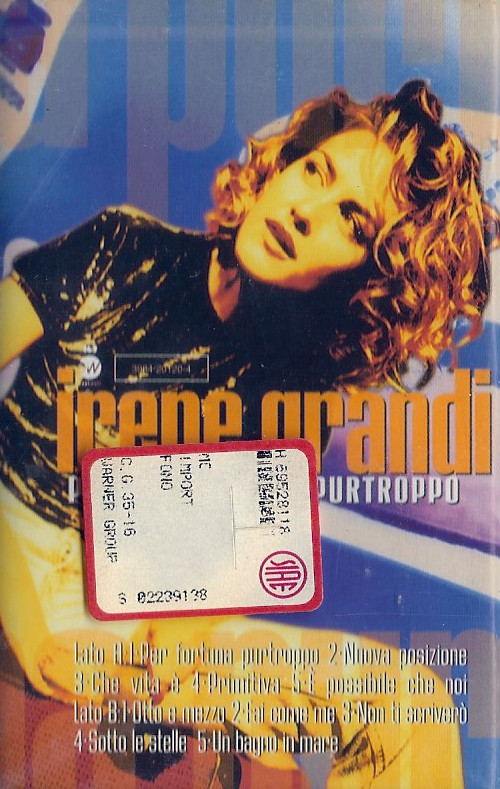 3984-20120-4
irene grandi
PURTROPPO
H 69528118
IMPORT
FONO
C.G. 35-16
WARNER GROUP
S 02239138
SIAE
Lato A:1-Per fortuna purtroppo 2-Nuova posizione
3-Che vita è 4-Primitiva 5-È possibile che noi
Lato B:1-Otto e mezzo 2-Fai come me 3-Non ti scriverò
4-Sotto le stelle 5-Un bagno in mare